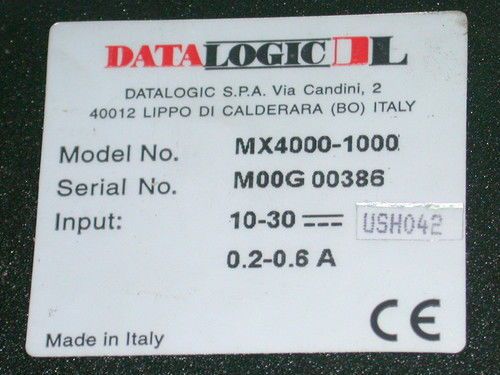 DATALOGIC DL
DATALOGIC S.P.A. Via Candini, 2
40012 LIPPO DI CALDERARA (BO) ITALY
Model No. MX4000-1000
Serial No. M00G 00386
Input: 10-30 ⎓ USH042
0.2-0.6 A
Made in Italy CE